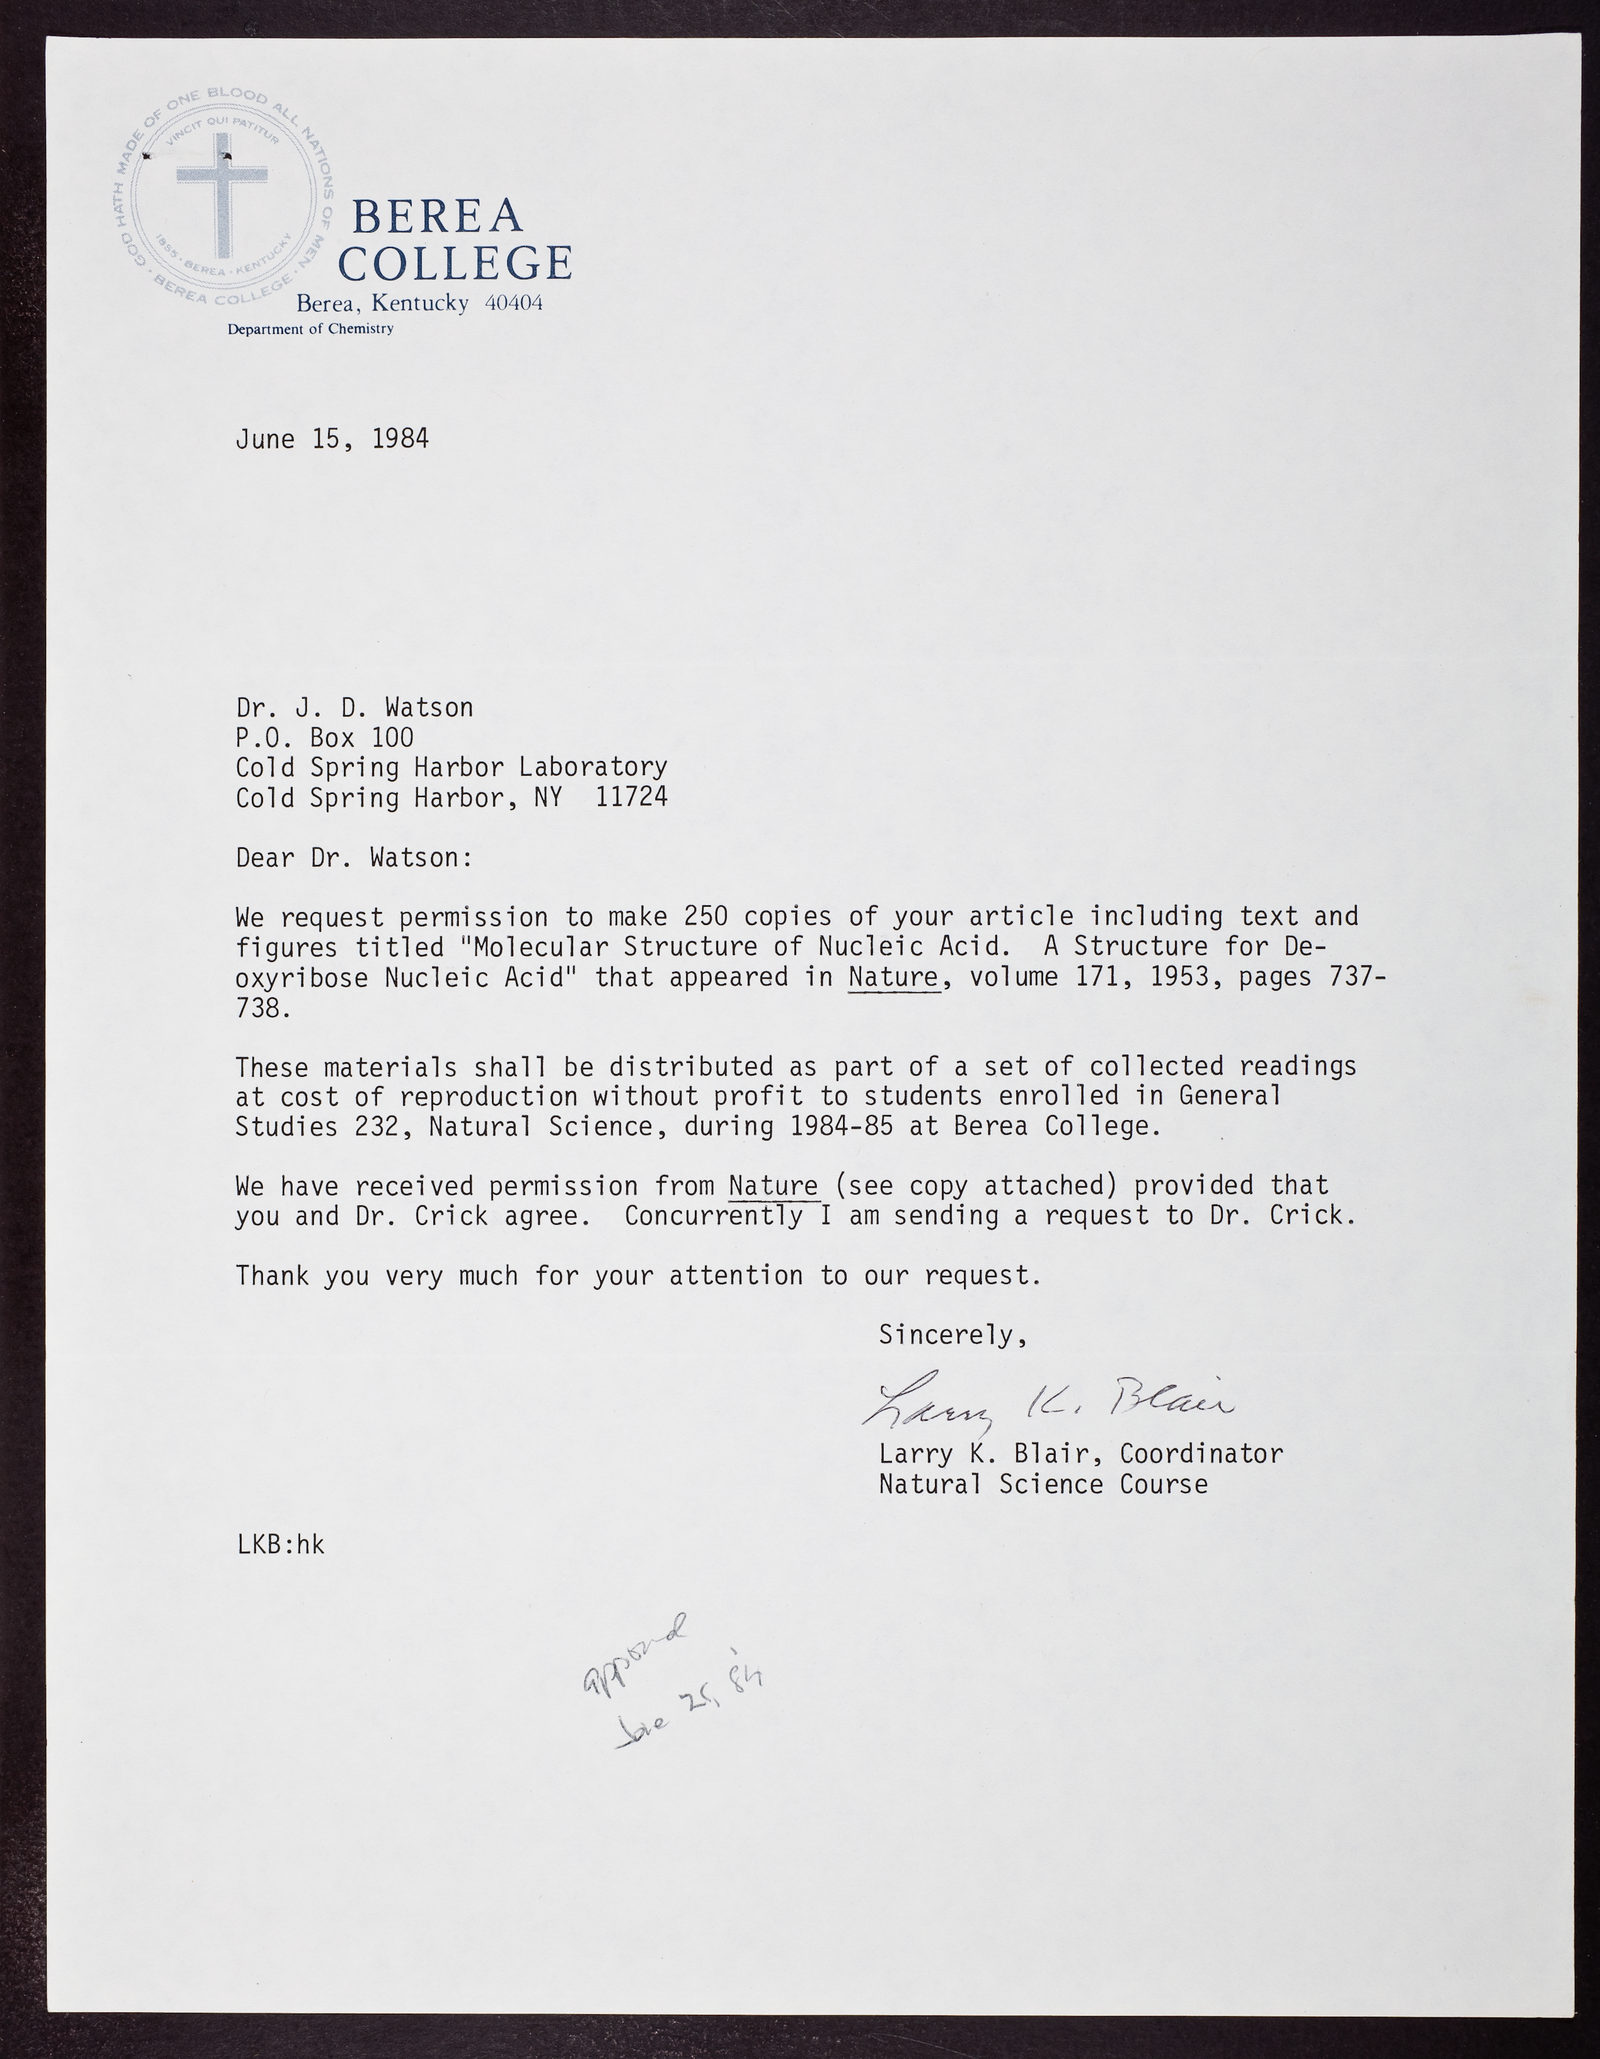 GOD HATH MADE OF ONE BLOOD ALL NATIONS OF MEN · BEREA COLLEGE ·
VINCIT QUI PATITUR
1855 · BEREA · KENTUCKY
BEREA
COLLEGE
Berea, Kentucky 40404
Department of Chemistry
June 15, 1984
Dr. J. D. Watson
P.O. Box 100
Cold Spring Harbor Laboratory
Cold Spring Harbor, NY 11724
Dear Dr. Watson:
We request permission to make 250 copies of your article including text and
figures titled "Molecular Structure of Nucleic Acid. A Structure for De-
oxyribose Nucleic Acid" that appeared in Nature, volume 171, 1953, pages 737-
738.
These materials shall be distributed as part of a set of collected readings
at cost of reproduction without profit to students enrolled in General
Studies 232, Natural Science, during 1984-85 at Berea College.
We have received permission from Nature (see copy attached) provided that
you and Dr. Crick agree. Concurrently I am sending a request to Dr. Crick.
Thank you very much for your attention to our request.
Sincerely,
Larry K. Blair
Larry K. Blair, Coordinator
Natural Science Course
LKB:hk
approved
June 25, '84